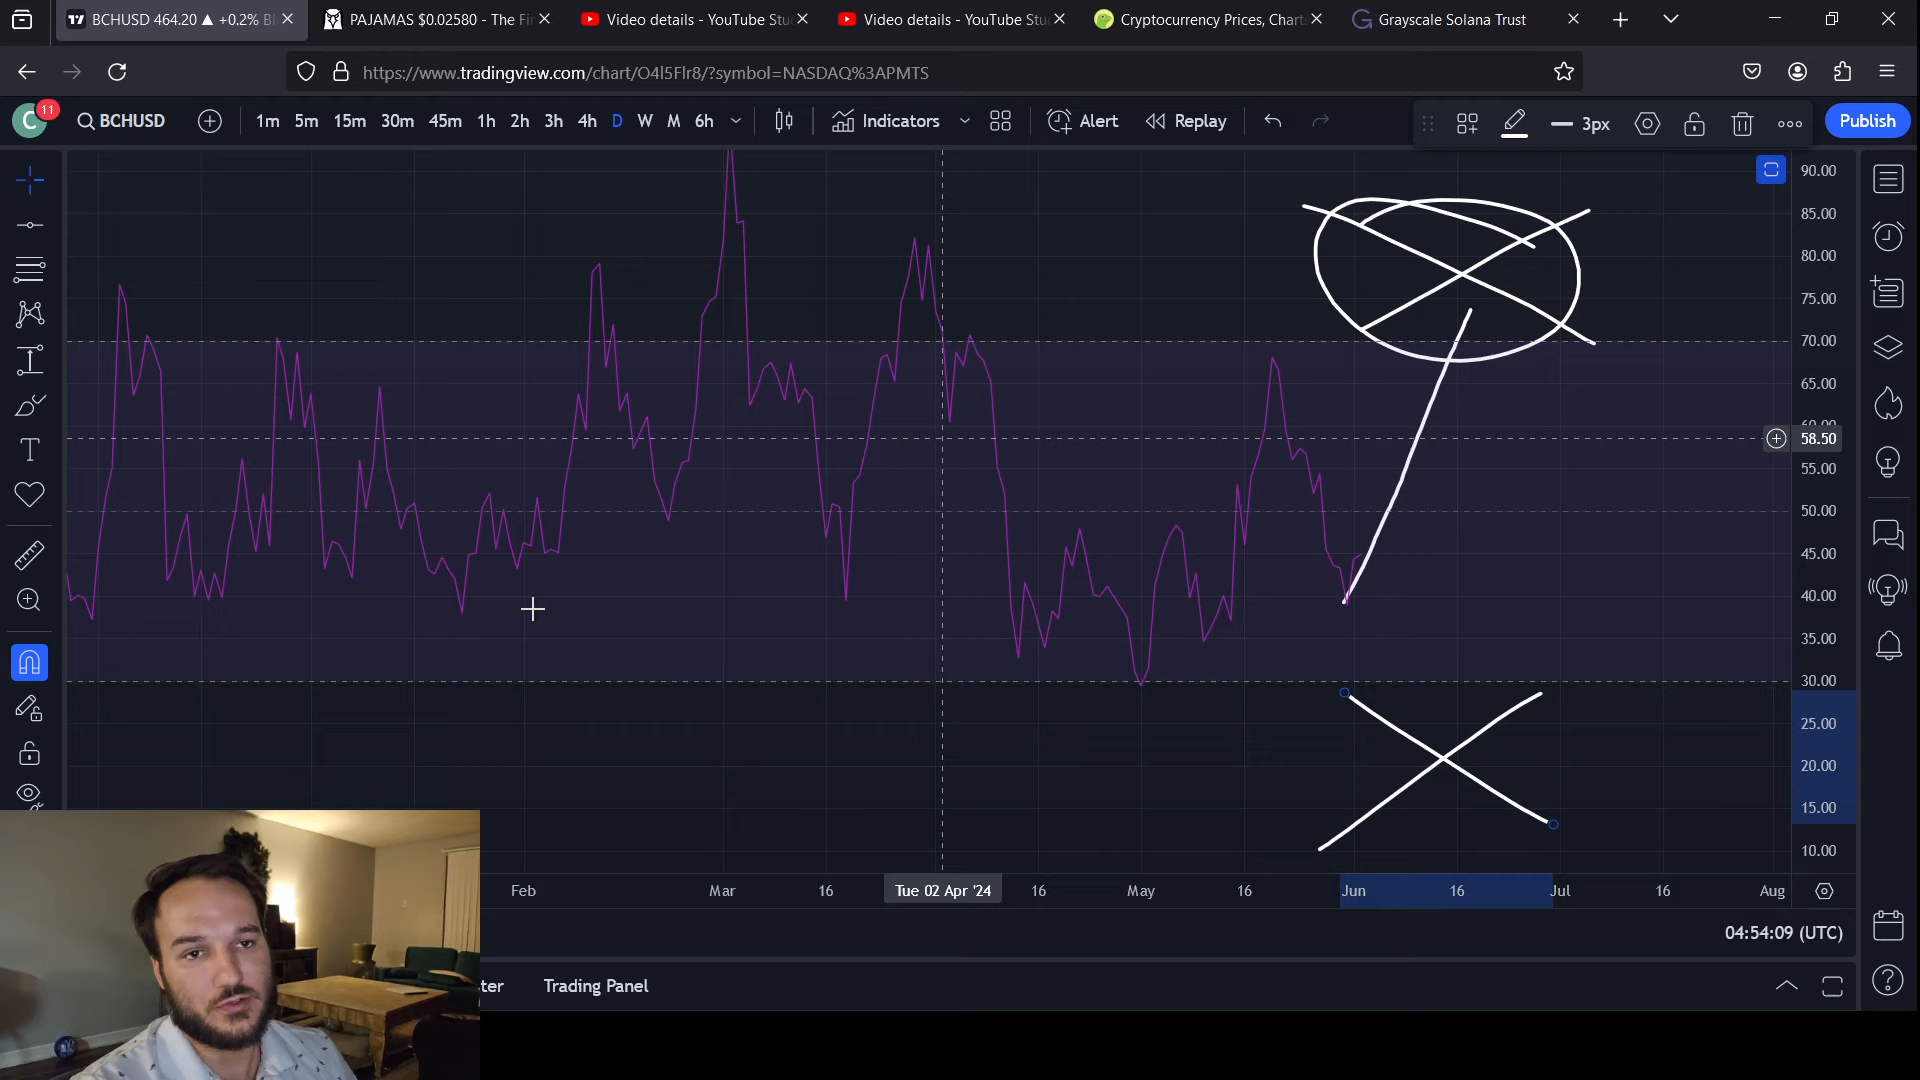 BCHUSD 464.20 ▲ +0.2%
PAJAMAS $0.02580 - The Fi
Video details - YouTube Stu
Video details - YouTube Stu
Cryptocurrency Prices, Chart
Grayscale Solana Trust
https://www.tradingview.com/chart/O4l5Flr8/?symbol=NASDAQ%3APMTS
C
11
BCHUSD
1m 5m 15m 30m 45m 1h 2h 3h 4h D W M 6h
Indicators
Alert
Replay
3px
Publish
90.00
85.00
80.00
75.00
70.00
65.00
58.50
55.00
50.00
45.00
40.00
35.00
30.00
25.00
20.00
15.00
10.00
Feb
Mar
16
Tue 02 Apr '24
16
May
16
Jun
16
Jul
16
Aug
04:54:09 (UTC)
ter
Trading Panel